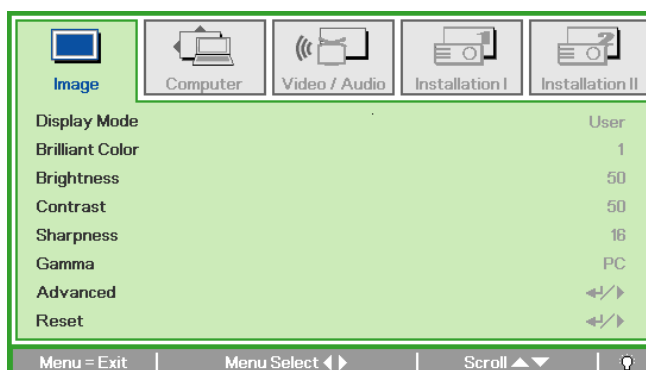 Image Computer Video / Audio Installation I Installation II
Display Mode User
Brilliant Color 1
Brightness 50
Contrast 50
Sharpness 16
Gamma PC
Advanced
Reset
Menu = Exit Menu Select Scroll